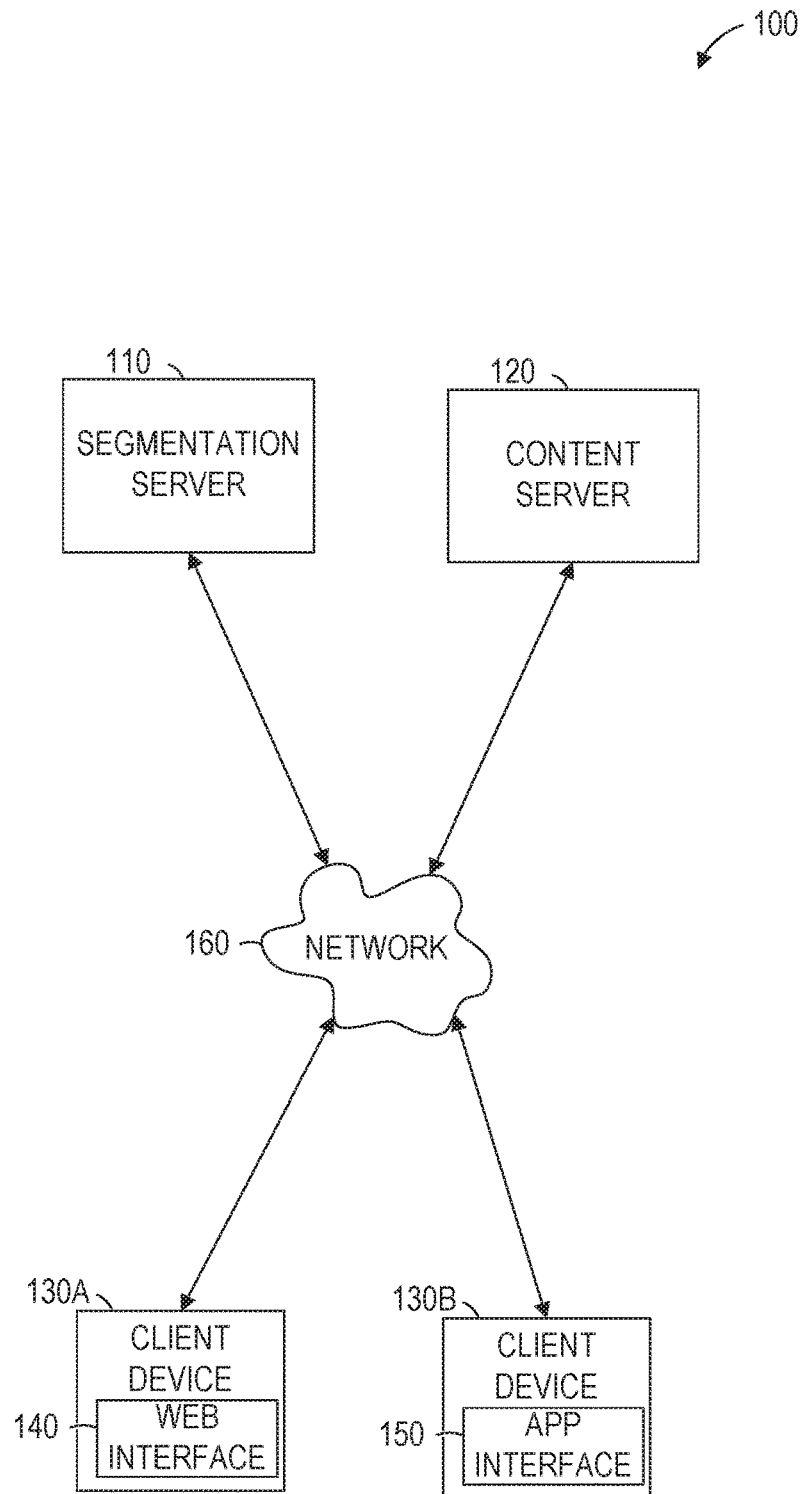 100
110
SEGMENTATION
SERVER
120
CONTENT
SERVER
160
NETWORK
130A
CLIENT
DEVICE
140
WEB
INTERFACE
130B
CLIENT
DEVICE
150
APP
INTERFACE